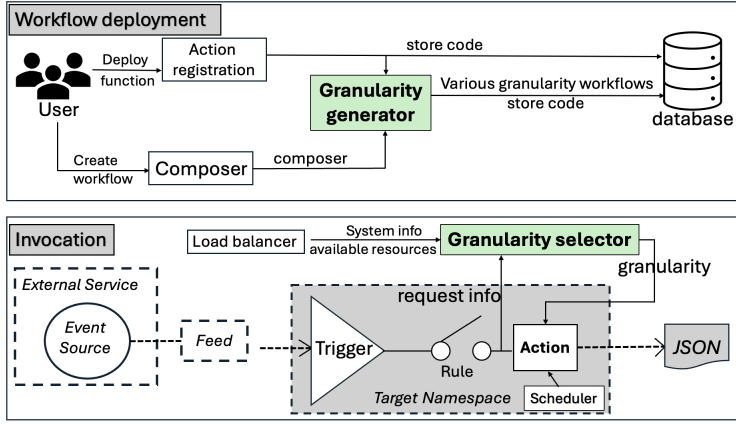 Workflow deployment
User
Deploy
function
Action
registration
store code
Granularity
generator
Various granularity workflows
store code
database
Create
workflow
Composer
composer
Invocation
Load balancer
System info
available resources
Granularity selector
granularity
External Service
Event
Source
Feed
request info
Trigger
Rule
Action
JSON
Target Namespace
Scheduler